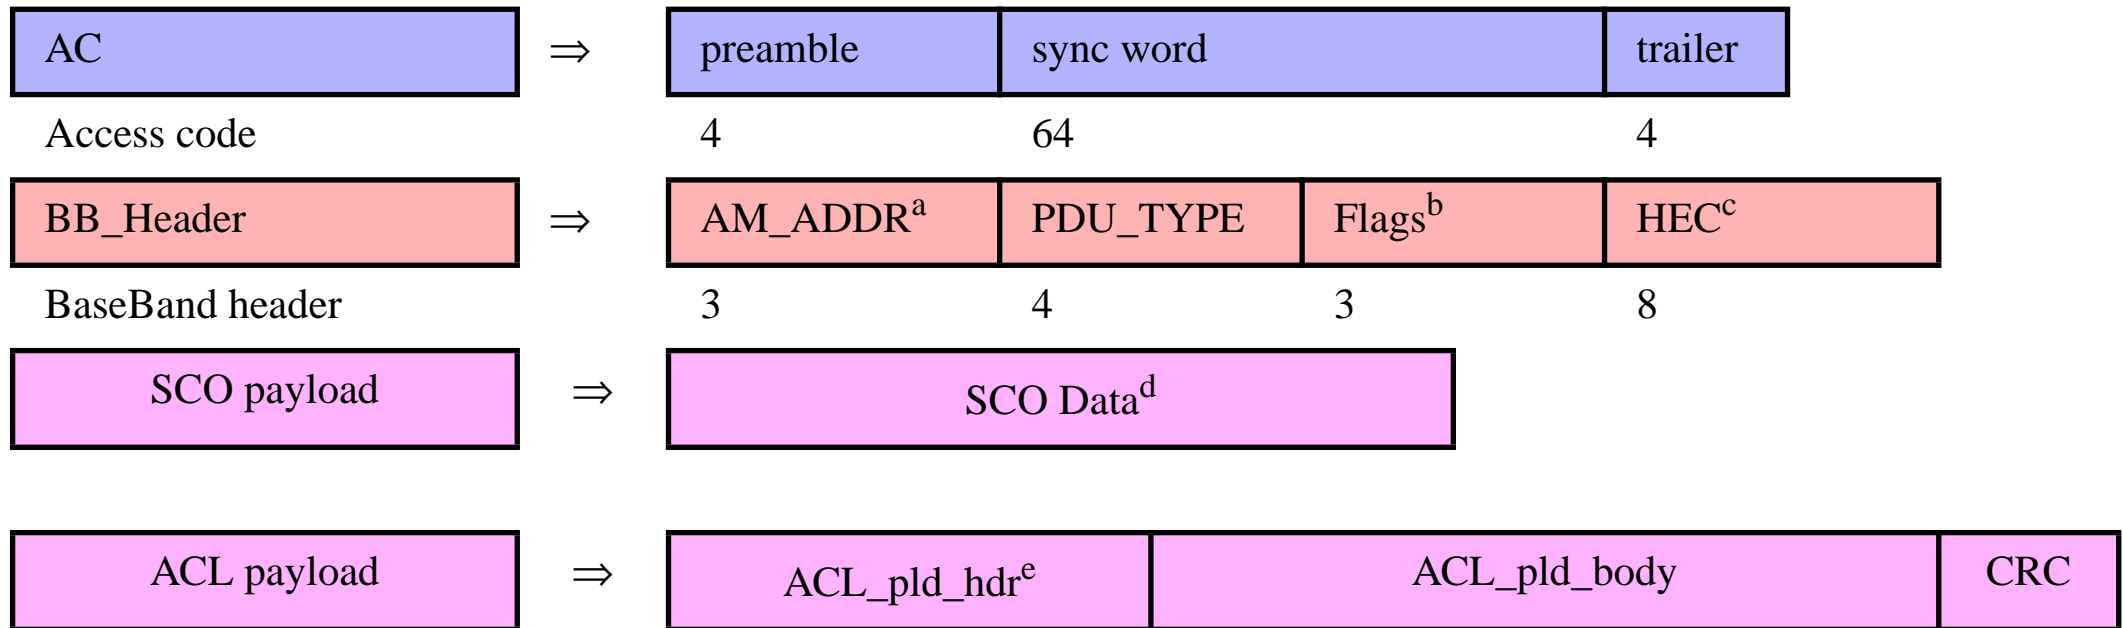 AC ⇒ preamble sync word trailer
Access code 4 64 4
BB_Header ⇒ AM_ADDRᵃ PDU_TYPE Flagsᵇ HECᶜ
BaseBand header 3 4 3 8
SCO payload ⇒ SCO Dataᵈ
ACL payload ⇒ ACL_pld_hdrᵉ ACL_pld_body CRC